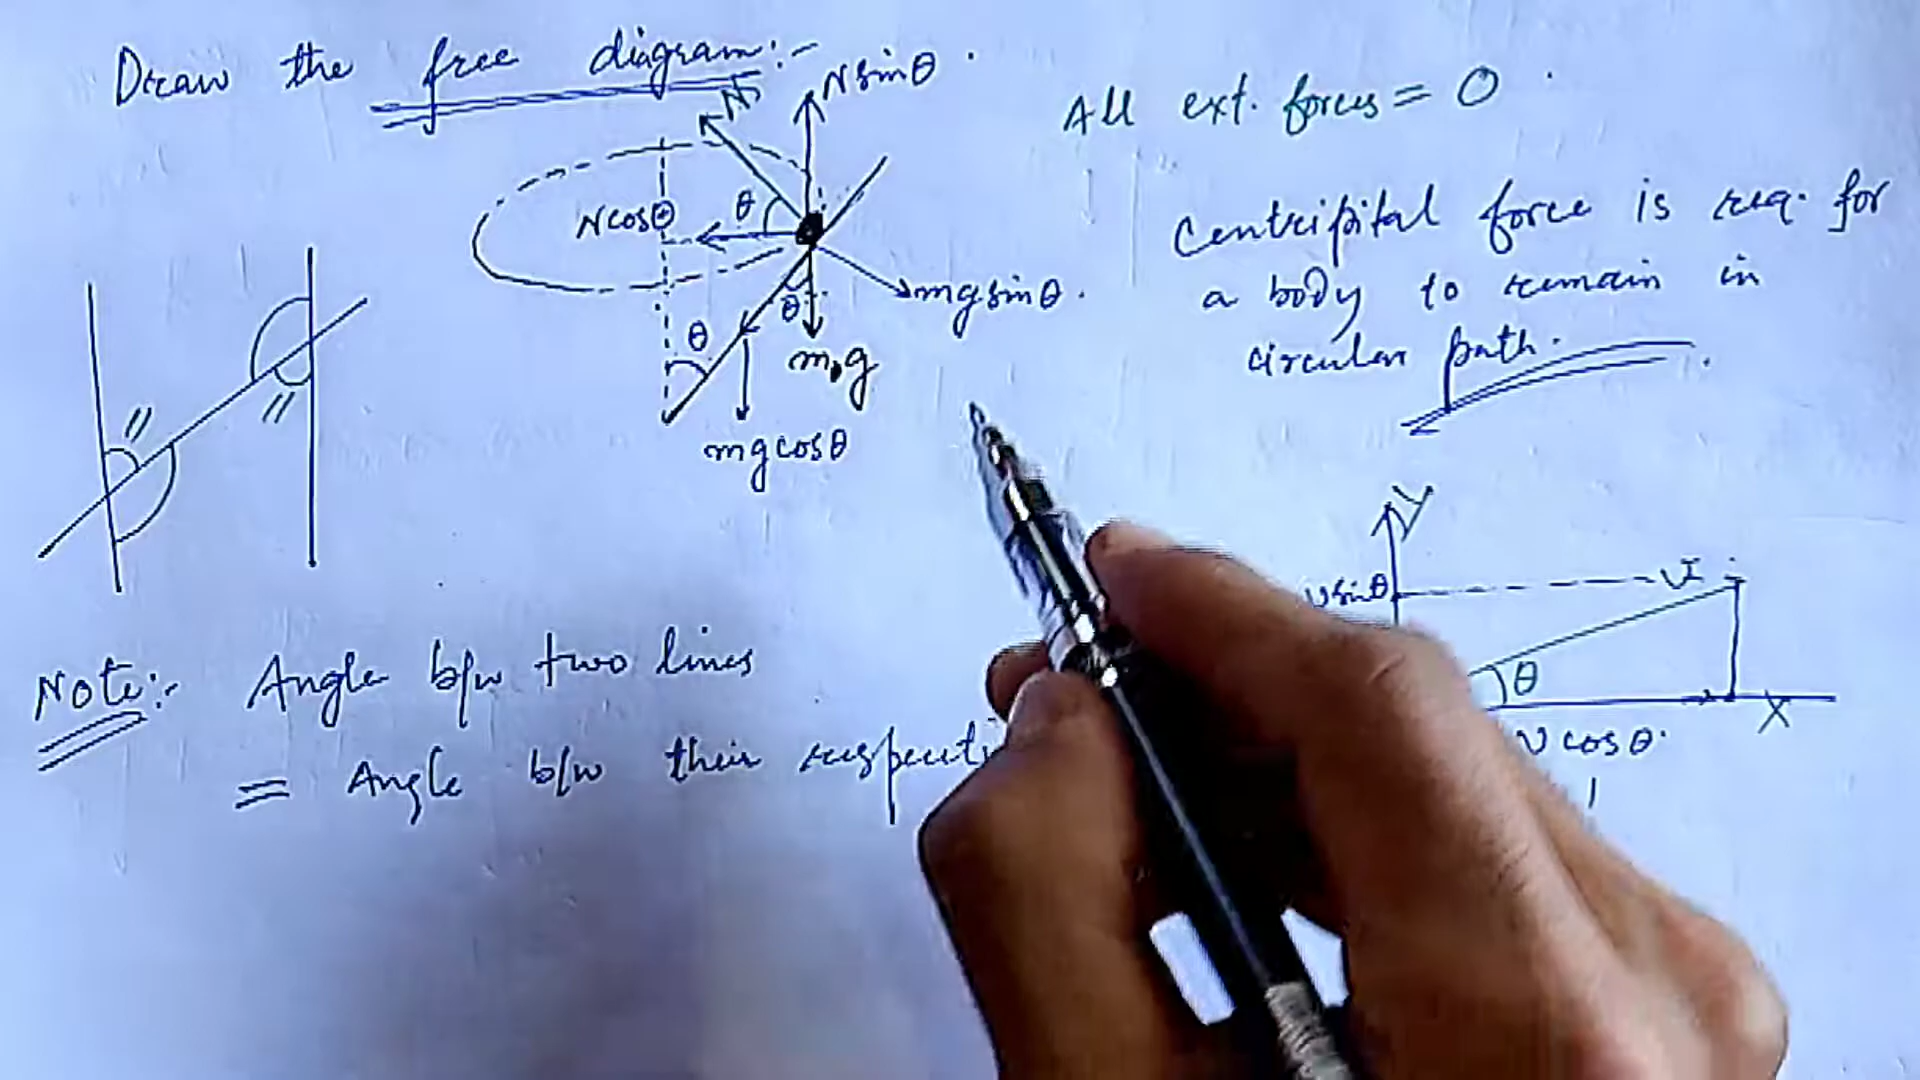 Draw the free diagram:-
N
N sinθ .
All ext. forces = 0 .
N cosθ
θ
Centripital force is req. for
a body to remain in
circular path.
mg sinθ .
θ
θ
mg
mg cosθ
Y
θ
X
v cosθ .
Note:- Angle b/w two lines
= Angle b/w their